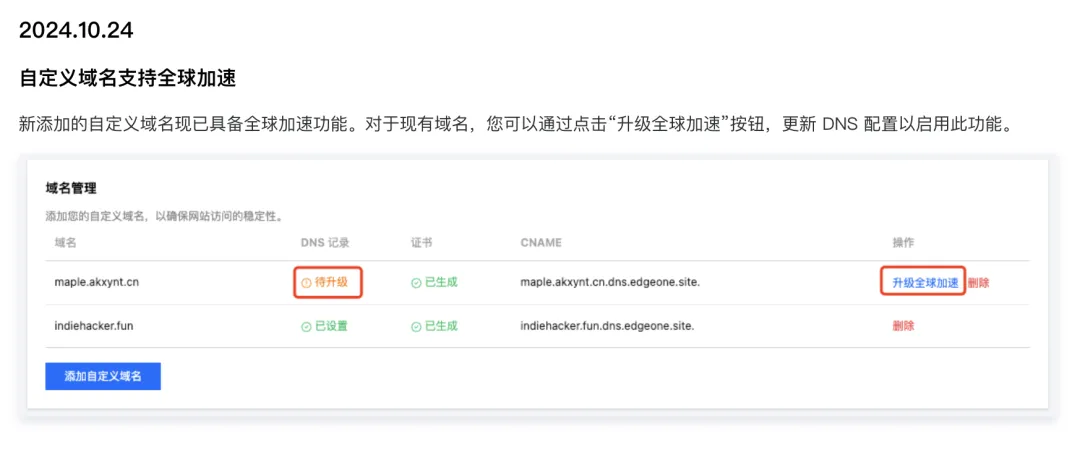 2024.10.24
自定义域名支持全球加速
新添加的自定义域名现已具备全球加速功能。对于现有域名，您可以通过点击“升级全球加速”按钮，更新 DNS 配置以启用此功能。
域名管理
添加您的自定义域名，以确保网站访问的稳定性。
域名 DNS 记录 证书 CNAME 操作
maple.akxynt.cn 待升级 已生成 maple.akxynt.cn.dns.edgeone.site. 升级全球加速 删除
indiehacker.fun 已设置 已生成 indiehacker.fun.dns.edgeone.site. 删除
添加自定义域名